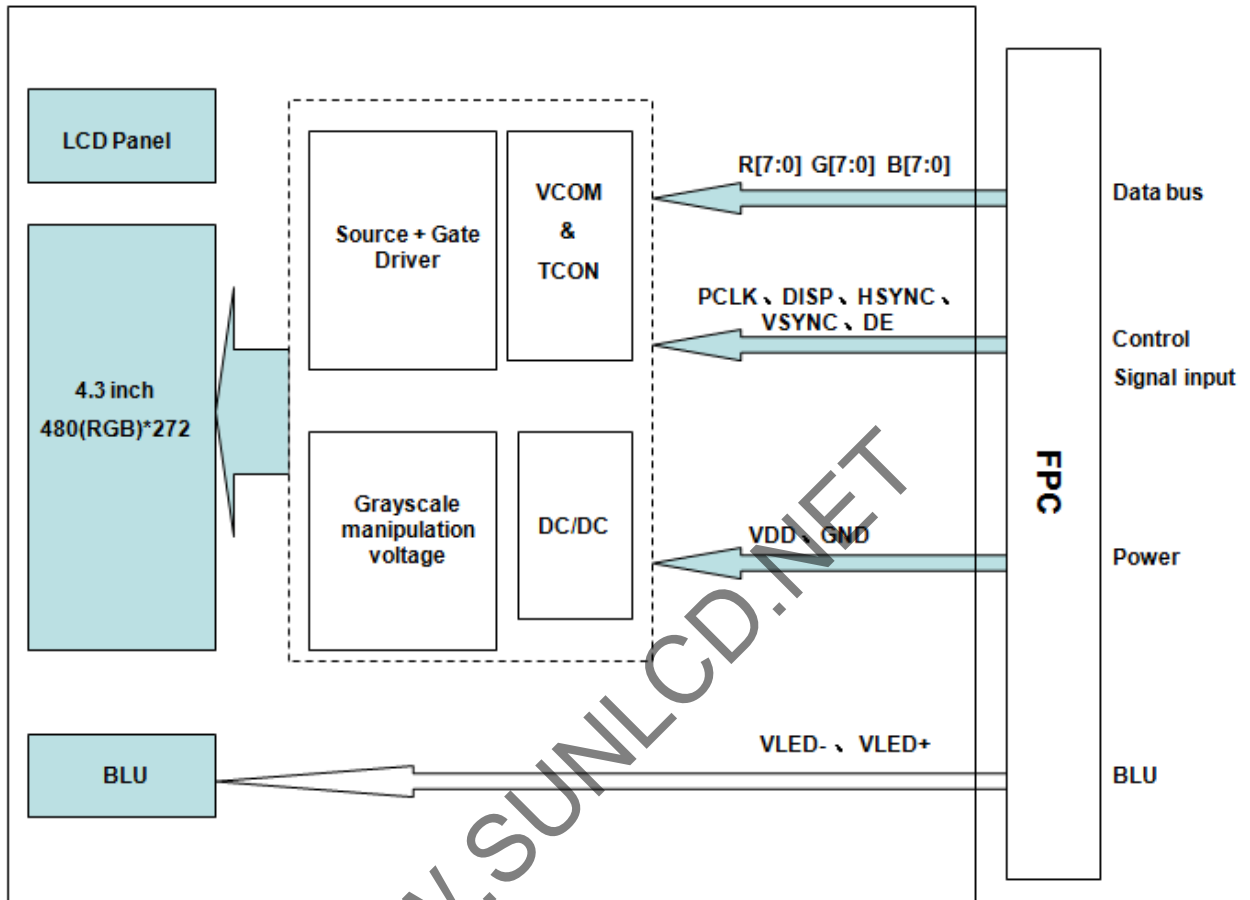 LCD Panel
4.3 inch
480(RGB)*272
BLU
Source + Gate
Driver
VCOM
&
TCON
Grayscale
manipulation
voltage
DC/DC
R[7:0] G[7:0] B[7:0]
PCLK、DISP、HSYNC、
VSYNC、DE
VDD、GND
VLED-、VLED+
FPC
Data bus
Control
Signal input
Power
BLU
W.SUNLCD.NET